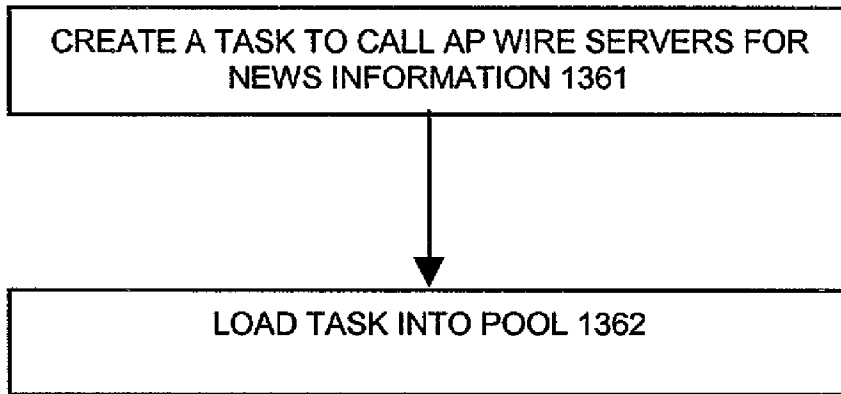 CREATE A TASK TO CALL AP WIRE SERVERS FOR
NEWS INFORMATION 1361
LOAD TASK INTO POOL 1362